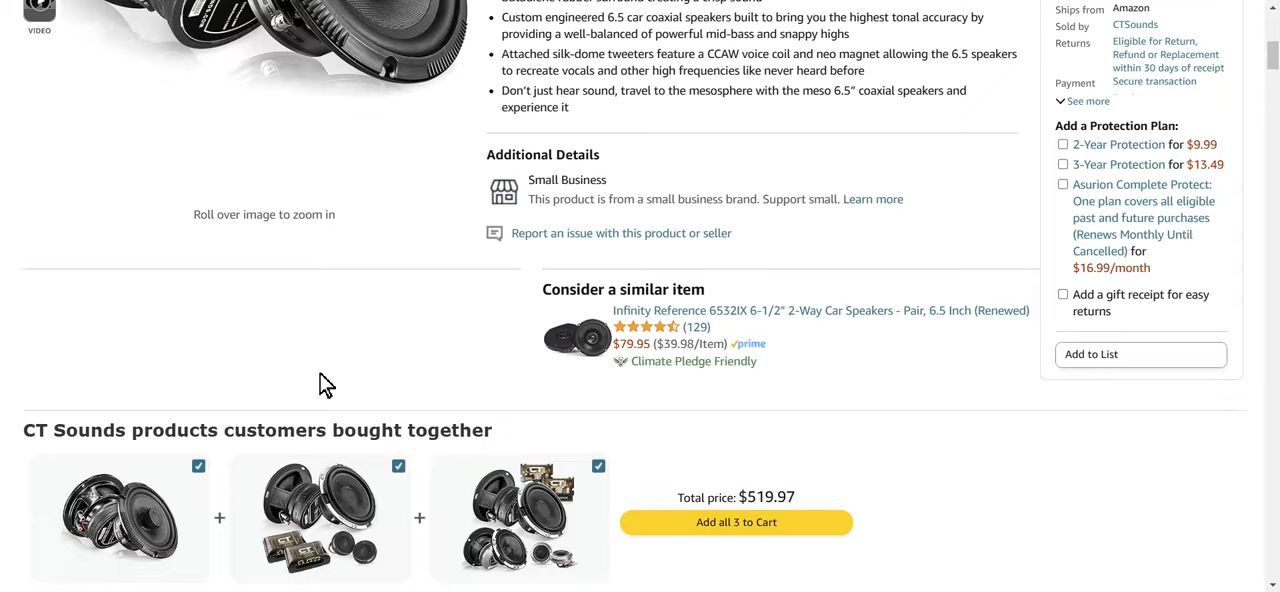 VIDEO
Custom engineered 6.5 car coaxial speakers built to bring you the highest tonal accuracy by
providing a well-balanced of powerful mid-bass and snappy highs
Attached silk-dome tweeters feature a CCAW voice coil and neo magnet allowing the 6.5 speakers
to recreate vocals and other high frequencies like never heard before
Don’t just hear sound, travel to the mesosphere with the meso 6.5” coaxial speakers and
experience it
Additional Details
Small Business
This product is from a small business brand. Support small. Learn more
Report an issue with this product or seller
Roll over image to zoom in
Consider a similar item
Infinity Reference 6532IX 6-1/2" 2-Way Car Speakers - Pair, 6.5 Inch (Renewed)
(129)
$79.95 ($39.98/Item) prime
Climate Pledge Friendly
Ships from Amazon
Sold by CTSounds
Returns Eligible for Return,
Refund or Replacement
within 30 days of receipt
Payment Secure transaction
See more
Add a Protection Plan:
2-Year Protection for $9.99
3-Year Protection for $13.49
Asurion Complete Protect:
One plan covers all eligible
past and future purchases
(Renews Monthly Until
Cancelled) for
$16.99/month
Add a gift receipt for easy
returns
Add to List
CT Sounds products customers bought together
+
+
Total price: $519.97
Add all 3 to Cart